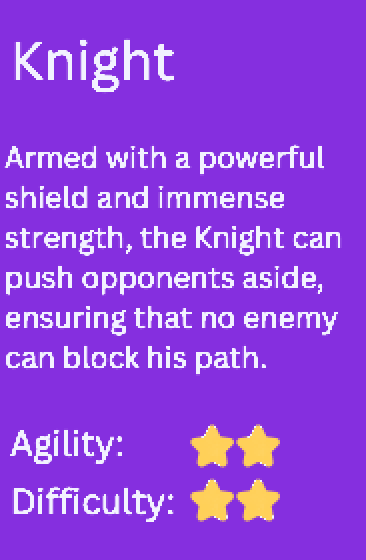 Knight
Armed with a powerful
shield and immense
strength, the Knight can
push opponents aside,
ensuring that no enemy
can block his path.
Agility:
Difficulty: